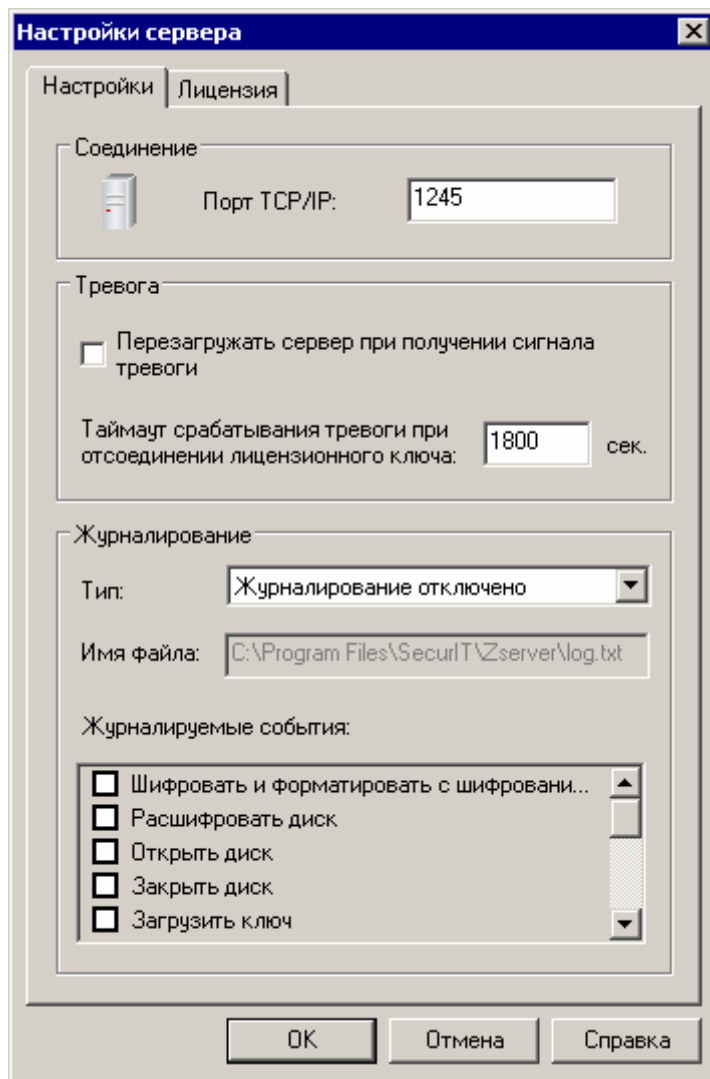 Настройки сервера
Настройки
Лицензия
Соединение
Порт TCP/IP:
1245
Тревога
Перезагружать сервер при получении сигнала
тревоги
Таймаут срабатывания тревоги при
отсоединении лицензионного ключа:
1800
сек.
Журналирование
Тип:
Журналирование отключено
Имя файла:
C:\Program Files\SecurIT\Zserver\log.txt
Журналируемые события:
Шифровать и форматировать с шифровани...
Расшифровать диск
Открыть диск
Закрыть диск
Загрузить ключ
OK
Отмена
Справка